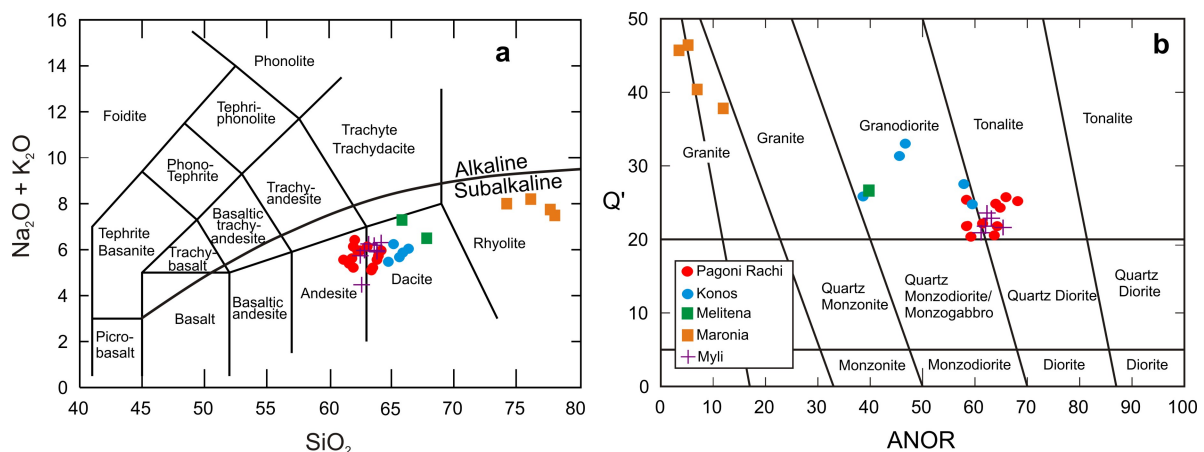 a
16
14
12
10
8
6
4
2
0
Na₂O + K₂O
40
45
50
55
60
65
70
75
80
SiO₂
Phonolite
Foidite
Tephri-
phonolite
Trachyte
Trachydacite
Phono-
Tephrite
Trachy-
andesite
Alkaline
Subalkaline
Tephrite
Basanite
Basaltic
trachy-
andesite
Trachy-
basalt
Rhyolite
Basalt
Basaltic
andesite
Andesite
Dacite
Picro-
basalt
b
50
40
30
20
10
0
Q'
0
10
20
30
40
50
60
70
80
90
100
ANOR
Granite
Granite
Granodiorite
Tonalite
Tonalite
Quartz
Monzonite
Quartz
Monzodiorite/
Monzogabbro
Quartz Diorite
Quartz
Diorite
Monzonite
Monzodiorite
Diorite
Diorite
Pagoni Rachi
Konos
Melitena
Maronia
Myli